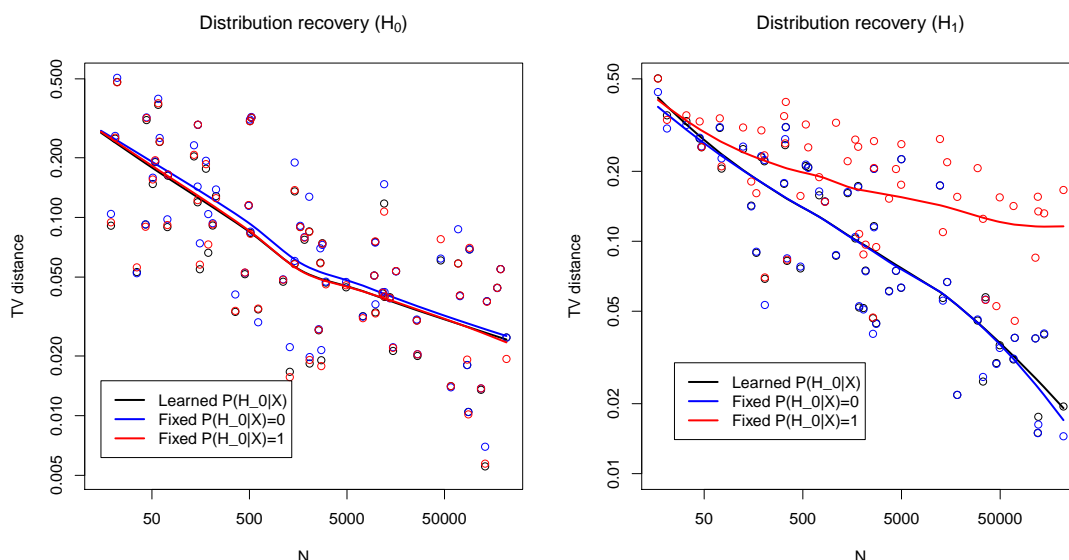 Distribution recovery (H₀)
TV distance
0.500
0.200
0.100
0.050
0.020
0.010
0.005
Learned P(H_0|X)
Fixed P(H_0|X)=0
Fixed P(H_0|X)=1
50
500
5000
50000
N
Distribution recovery (H₁)
TV distance
0.50
0.20
0.10
0.05
0.02
0.01
Learned P(H_0|X)
Fixed P(H_0|X)=0
Fixed P(H_0|X)=1
50
500
5000
50000
N